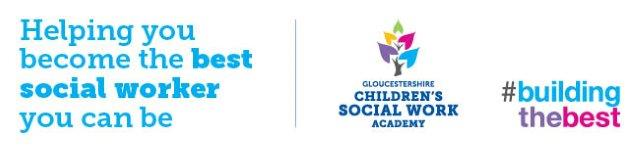 Helping you
become the best
social worker
you can be
GLOUCESTERSHIRE
CHILDREN'S
SOCIAL WORK
ACADEMY
#building
thebest